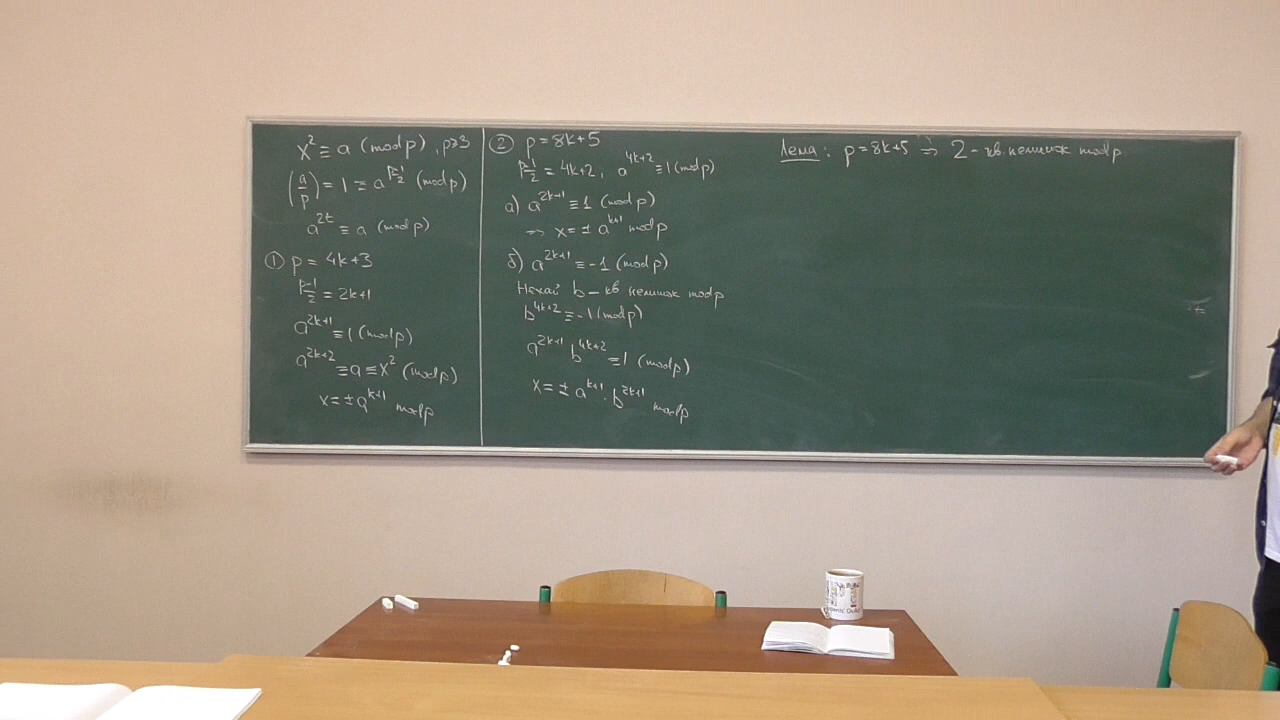 x² ≡ a (mod p), p>3
(a/p) = 1 ≡ a^((p-1)/2) (mod p)
a^(2t) ≡ a (mod p)
① p = 4k+3
(p-1)/2 = 2k+1
a^(2k+1) ≡ 1 (mod p)
a^(2k+2) ≡ a ≡ x² (mod p)
x = ± a^(k+1) mod p
② p = 8k+5
(p-1)/2 = 4k+2, a^(4k+2) ≡ 1 (mod p)
а) a^(2k+1) ≡ 1 (mod p)
⇒ x = ± a^(k+1) mod p
б) a^(2k+1) ≡ -1 (mod p)
Нехай b – кв нелишок mod p
b^(4k+2) ≡ -1 (mod p)
a^(2k+1) b^(4k+2) ≡ 1 (mod p)
x = ± a^(k+1) · b^(2k+1) mod p
Лема: p = 8k+5 ⇒ 2 – кв. нелишок mod p